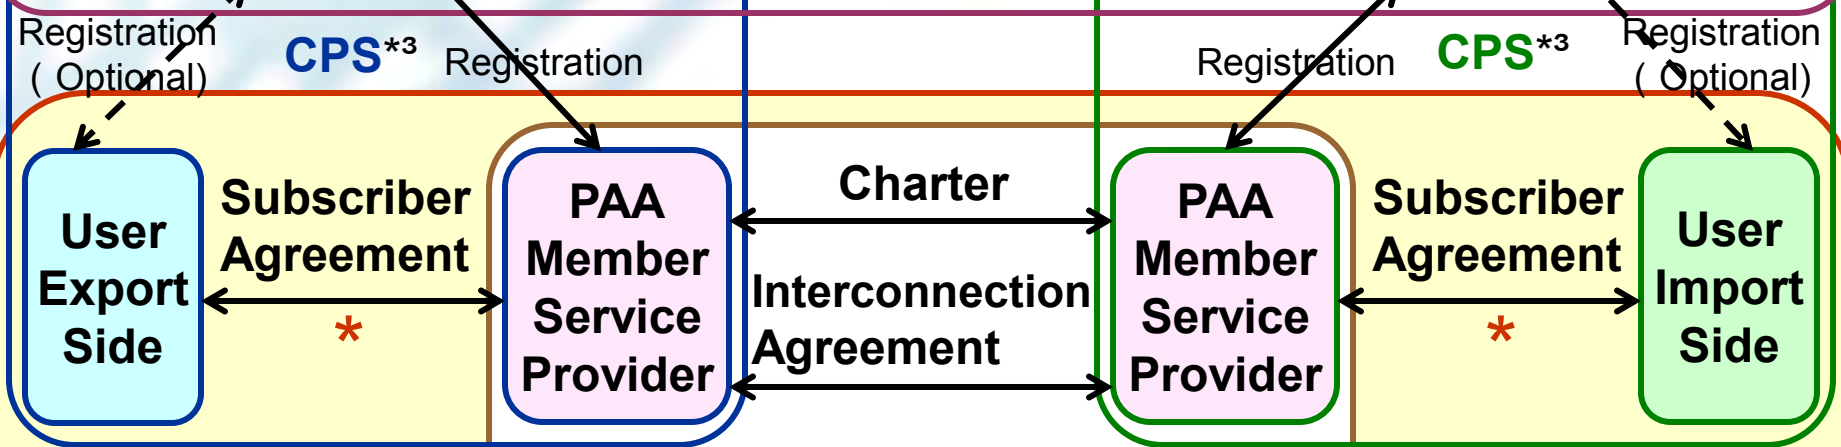 Registration
( Optional)
CPS*³
Registration
Registration
CPS*³
Registration
( Optional)
User
Export
Side
Subscriber
Agreement
*
PAA
Member
Service
Provider
Charter
Interconnection
Agreement
PAA
Member
Service
Provider
Subscriber
Agreement
*
User
Import
Side